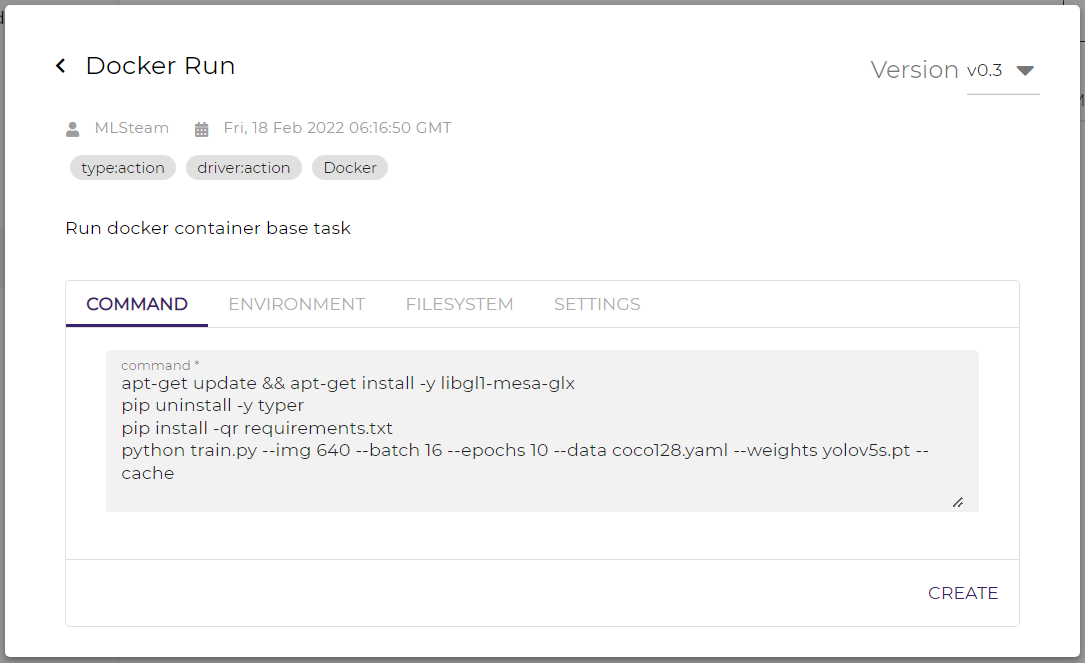 Docker Run
Version v0.3
MLSteam Fri, 18 Feb 2022 06:16:50 GMT
type:action driver:action Docker
Run docker container base task
COMMAND ENVIRONMENT FILESYSTEM SETTINGS
command *
apt-get update && apt-get install -y libgl1-mesa-glx
pip uninstall -y typer
pip install -qr requirements.txt
python train.py --img 640 --batch 16 --epochs 10 --data coco128.yaml --weights yolov5s.pt --
cache
CREATE